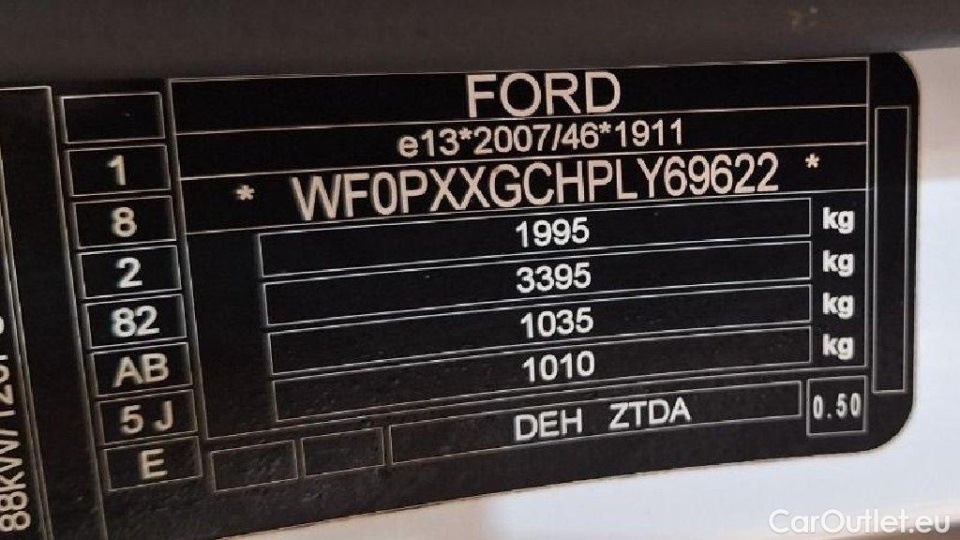 FORD
e13*2007/46*1911
* WF0PXXGCHPLY69622 *
1
8
2
82
AB
5 J
E
1995 kg
3395 kg
1035 kg
1010 kg
DEH ZTDA
0.50
CarOutlet.eu